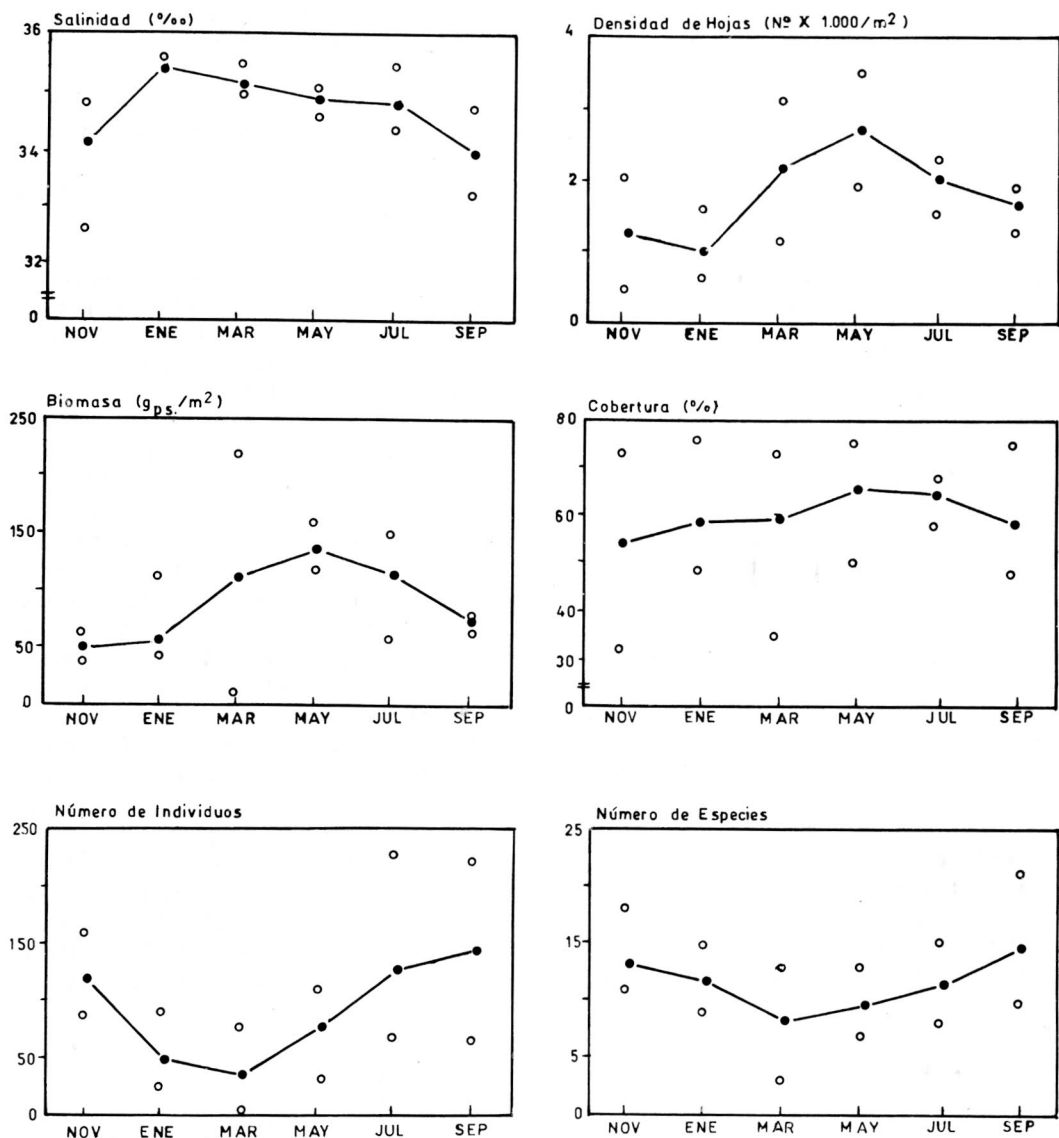 Salinidad (°/oo)
36
34
32
0
NOV ENE MAR MAY JUL SEP
Densidad de Hojas (Nº X 1.000/m²)
4
2
1
0
NOV ENE MAR MAY JUL SEP
Biomasa (g p.s./m²)
250
150
50
0
NOV ENE MAR MAY JUL SEP
Cobertura (°/o)
80
60
40
30
0
NOV ENE MAR MAY JUL SEP
Número de Individuos
250
150
50
0
NOV ENE MAR MAY JUL SEP
Número de Especies
25
15
5
0
NOV ENE MAR MAY JUL SEP